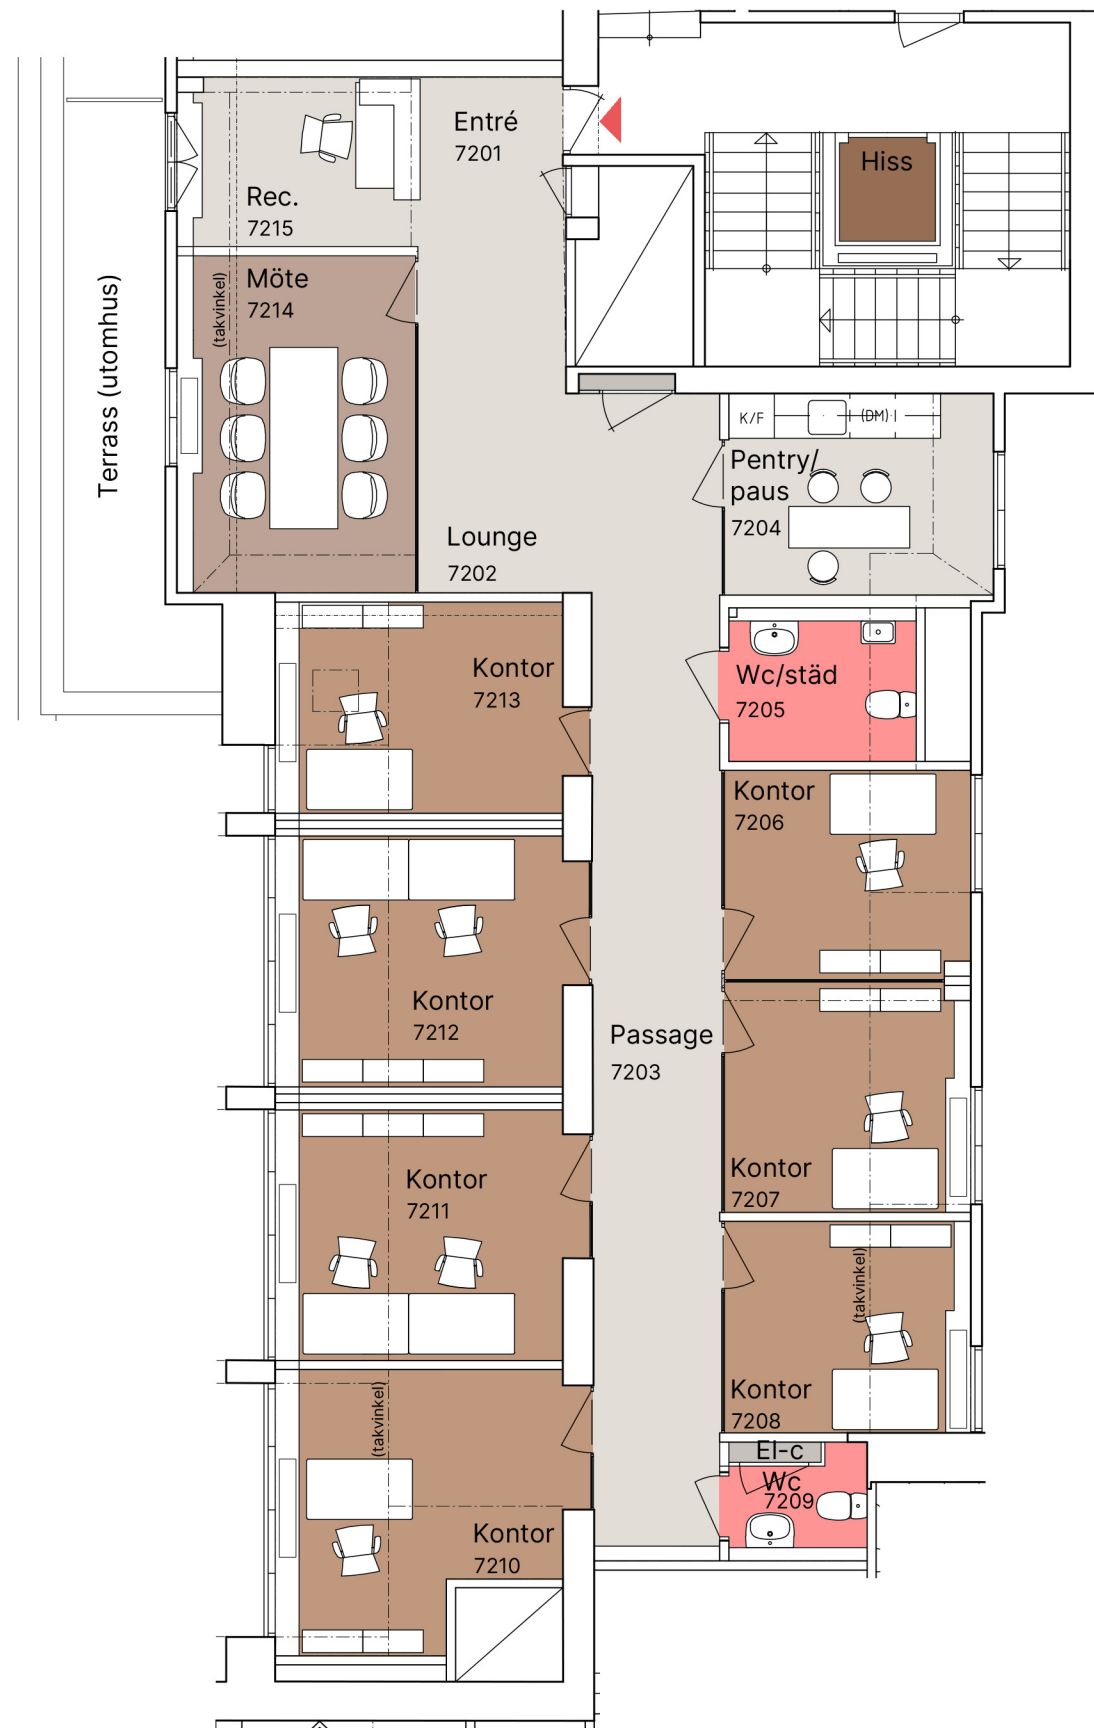 Entré
7201
Hiss
Rec.
7215
Möte
7214
(takvinkel)
Terrass (utomhus)
K/F
(DM)
Pentry/
paus
7204
Lounge
7202
Kontor
7213
Wc/städ
7205
Kontor
7206
Kontor
7212
Passage
7203
Kontor
7207
Kontor
7211
(takvinkel)
Kontor
7208
(takvinkel)
El-c
Wc
7209
Kontor
7210